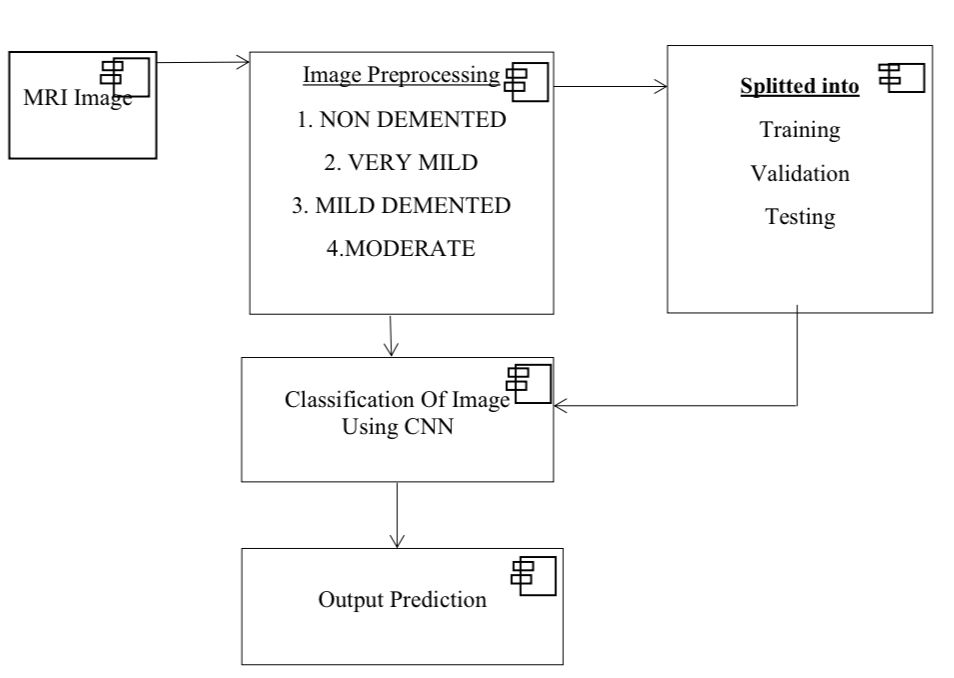 MRI Image
Image Preprocessing
1. NON DEMENTED
2. VERY MILD
3. MILD DEMENTED
4.MODERATE
Splitted into
Training
Validation
Testing
Classification Of Image
Using CNN
Output Prediction